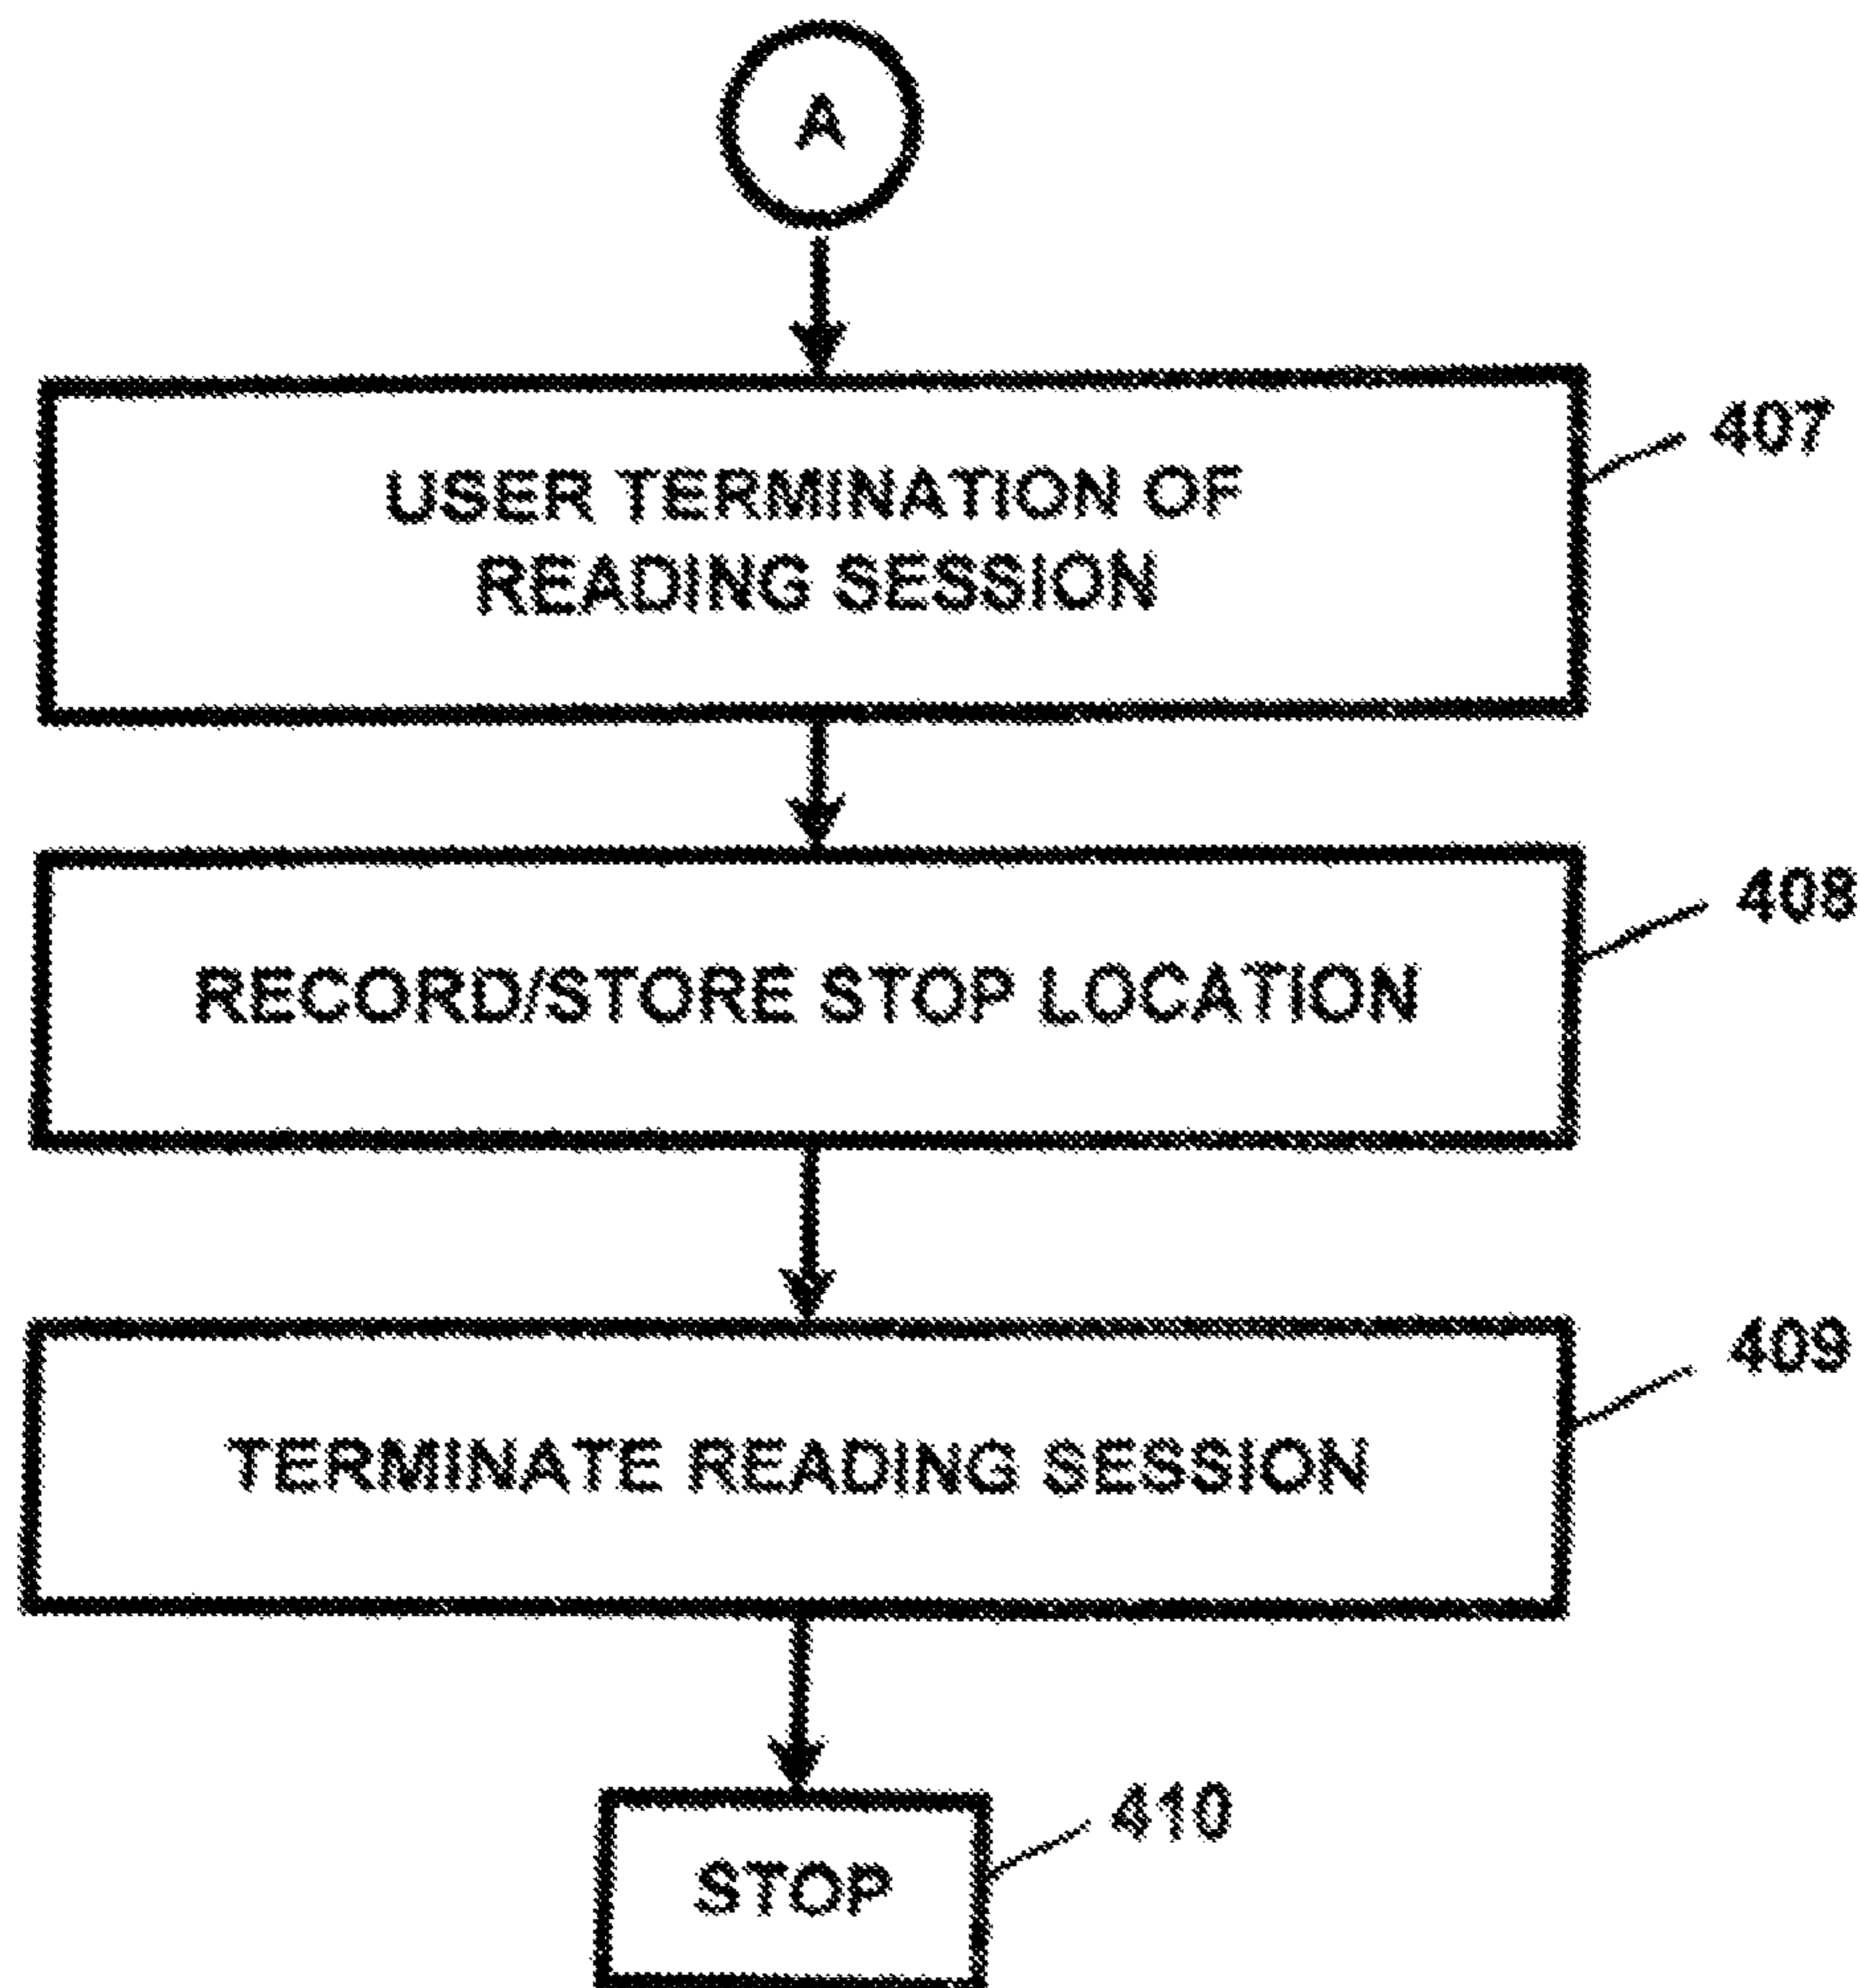 A
USER TERMINATION OF
READING SESSION
407
RECORD/STORE STOP LOCATION
408
TERMINATE READING SESSION
409
STOP
410